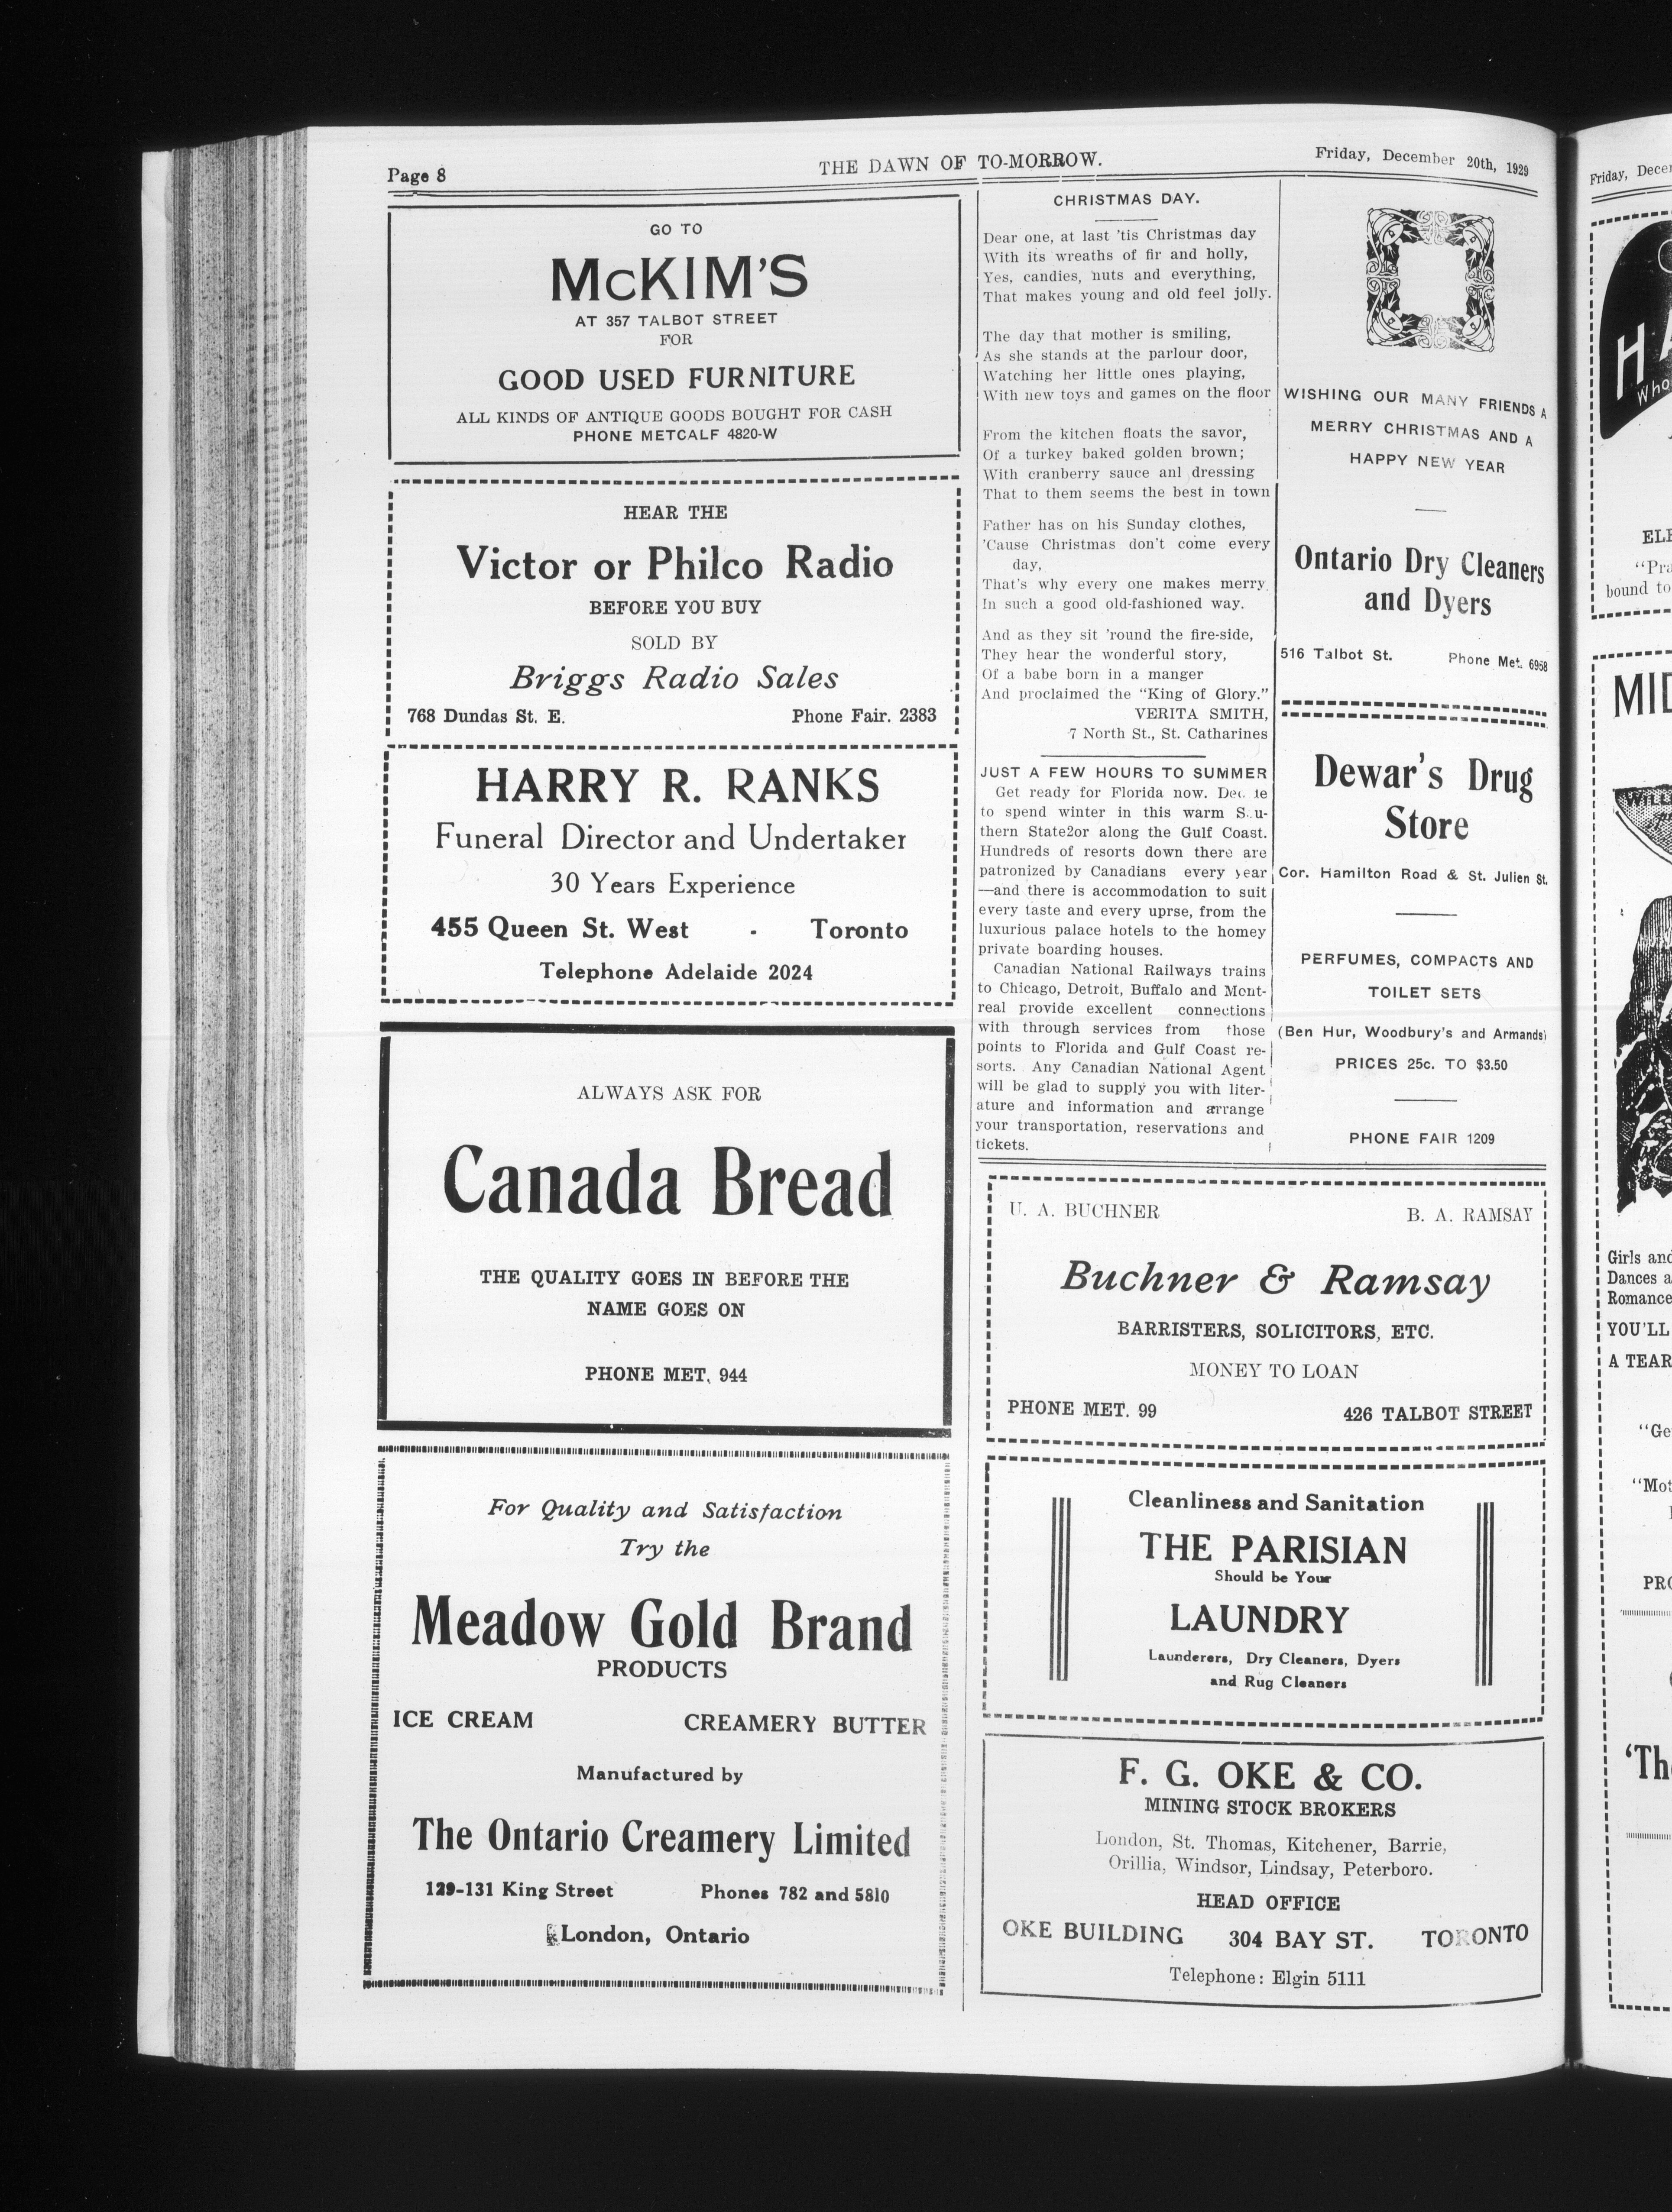 Page 8
THE DAWN OF TO-MORROW.
Friday, December 20th, 1929
GO TO
McKIM'S
AT 357 TALBOT STREET
FOR
GOOD USED FURNITURE
ALL KINDS OF ANTIQUE GOODS BOUGHT FOR CASH
PHONE METCALF 4820-W
HEAR THE
Victor or Philco Radio
BEFORE YOU BUY
SOLD BY
Briggs Radio Sales
768 Dundas St. E. Phone Fair. 2383
HARRY R. RANKS
Funeral Director and Undertaker
30 Years Experience
455 Queen St. West - Toronto
Telephone Adelaide 2024
ALWAYS ASK FOR
Canada Bread
THE QUALITY GOES IN BEFORE THE
NAME GOES ON
PHONE MET. 944
For Quality and Satisfaction
Try the
Meadow Gold Brand
PRODUCTS
ICE CREAM CREAMERY BUTTER
Manufactured by
The Ontario Creamery Limited
129-131 King Street Phones 782 and 5810
London, Ontario
CHRISTMAS DAY.
Dear one, at last 'tis Christmas day
With its wreaths of fir and holly,
Yes, candies, nuts and everything,
That makes young and old feel jolly.
The day that mother is smiling,
As she stands at the parlour door,
Watching her little ones playing,
With new toys and games on the floor
From the kitchen floats the savor,
Of a turkey baked golden brown;
With cranberry sauce anl dressing
That to them seems the best in town
Father has on his Sunday clothes,
'Cause Christmas don't come every
day,
That's why every one makes merry
In such a good old-fashioned way.
And as they sit 'round the fire-side,
They hear the wonderful story,
Of a babe born in a manger
And proclaimed the "King of Glory."
VERITA SMITH,
7 North St., St. Catharines
JUST A FEW HOURS TO SUMMER
Get ready for Florida now.
to spend winter in this warm
thern State2or along the Gulf Coast.
Hundreds of resorts down there are
patronized by Canadians every year
—and there is accommodation to suit
every taste and every uprse, from the
luxurious palace hotels to the homey
private boarding houses.
Canadian National Railways trains
to Chicago, Detroit, Buffalo and Mont-
real provide excellent connections
with through services from those
points to Florida and Gulf Coast re-
sorts. Any Canadian National Agent
will be glad to supply you with liter-
ature and information and arrange
your transportation, reservations and
tickets.
WISHING OUR MANY FRIENDS A
MERRY CHRISTMAS AND A
HAPPY NEW YEAR
Ontario Dry Cleaners
and Dyers
516 Talbot St. Phone Met. 6968
Dewar's Drug
Store
Cor. Hamilton Road & St. Julien St.
PERFUMES, COMPACTS AND
TOILET SETS
(Ben Hur, Woodbury's and Armands)
PRICES 25c. TO $3.50
PHONE FAIR 1209
U. A. BUCHNER B. A. RAMSAY
Buchner & Ramsay
BARRISTERS, SOLICITORS, ETC.
MONEY TO LOAN
PHONE MET. 99 426 TALBOT STREET
Cleanliness and Sanitation
THE PARISIAN
Should be Your
LAUNDRY
Launderers, Dry Cleaners, Dyers
and Rug Cleaners
F. G. OKE & CO.
MINING STOCK BROKERS
London, St. Thomas, Kitchener, Barrie,
Orillia, Windsor, Lindsay, Peterboro.
HEAD OFFICE
OKE BUILDING 304 BAY ST. TORONTO
Telephone: Elgin 5111
Friday,
bound to
Girls and
Dances
Romance
YOU'LL
A TEAR